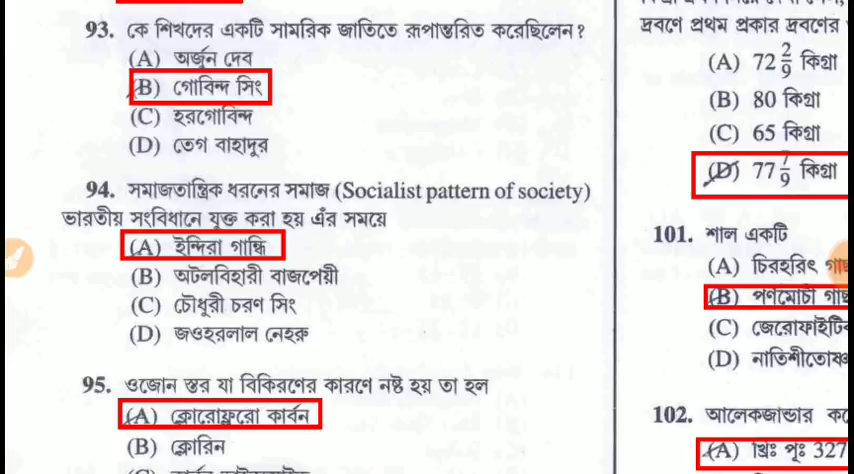 93. কে শিখদের একটি সামরিক জাতিতে রূপান্তরিত করেছিলেন?
(A) অর্জুন দেব
(B) গোবিন্দ সিং
(C) হরগোবিন্দ
(D) তেগ বাহাদুর
94. সমাজতান্ত্রিক ধরনের সমাজ (Socialist pattern of society)
ভারতীয় সংবিধানে যুক্ত করা হয় এঁর সময়ে
(A) ইন্দিরা গান্ধি
(B) অটলবিহারী বাজপেয়ী
(C) চৌধুরী চরণ সিং
(D) জওহরলাল নেহরু
95. ওজোন স্তর যা বিকিরণের কারণে নষ্ট হয় তা হল
(A) ক্লোরোফ্লুরো কার্বন
(B) ক্লোরিন
দ্রবণে প্রথম প্রকার দ্রবণের
(A) 72 2/9 কিগ্রা
(B) 80 কিগ্রা
(C) 65 কিগ্রা
(D) 77 7/9 কিগ্রা
101. শাল একটি
(A) চিরহরিৎ
(B) পর্ণমোচী
(C)
(D)
102. আলেকজান্ডার
(A) খ্রিঃ পূঃ 327